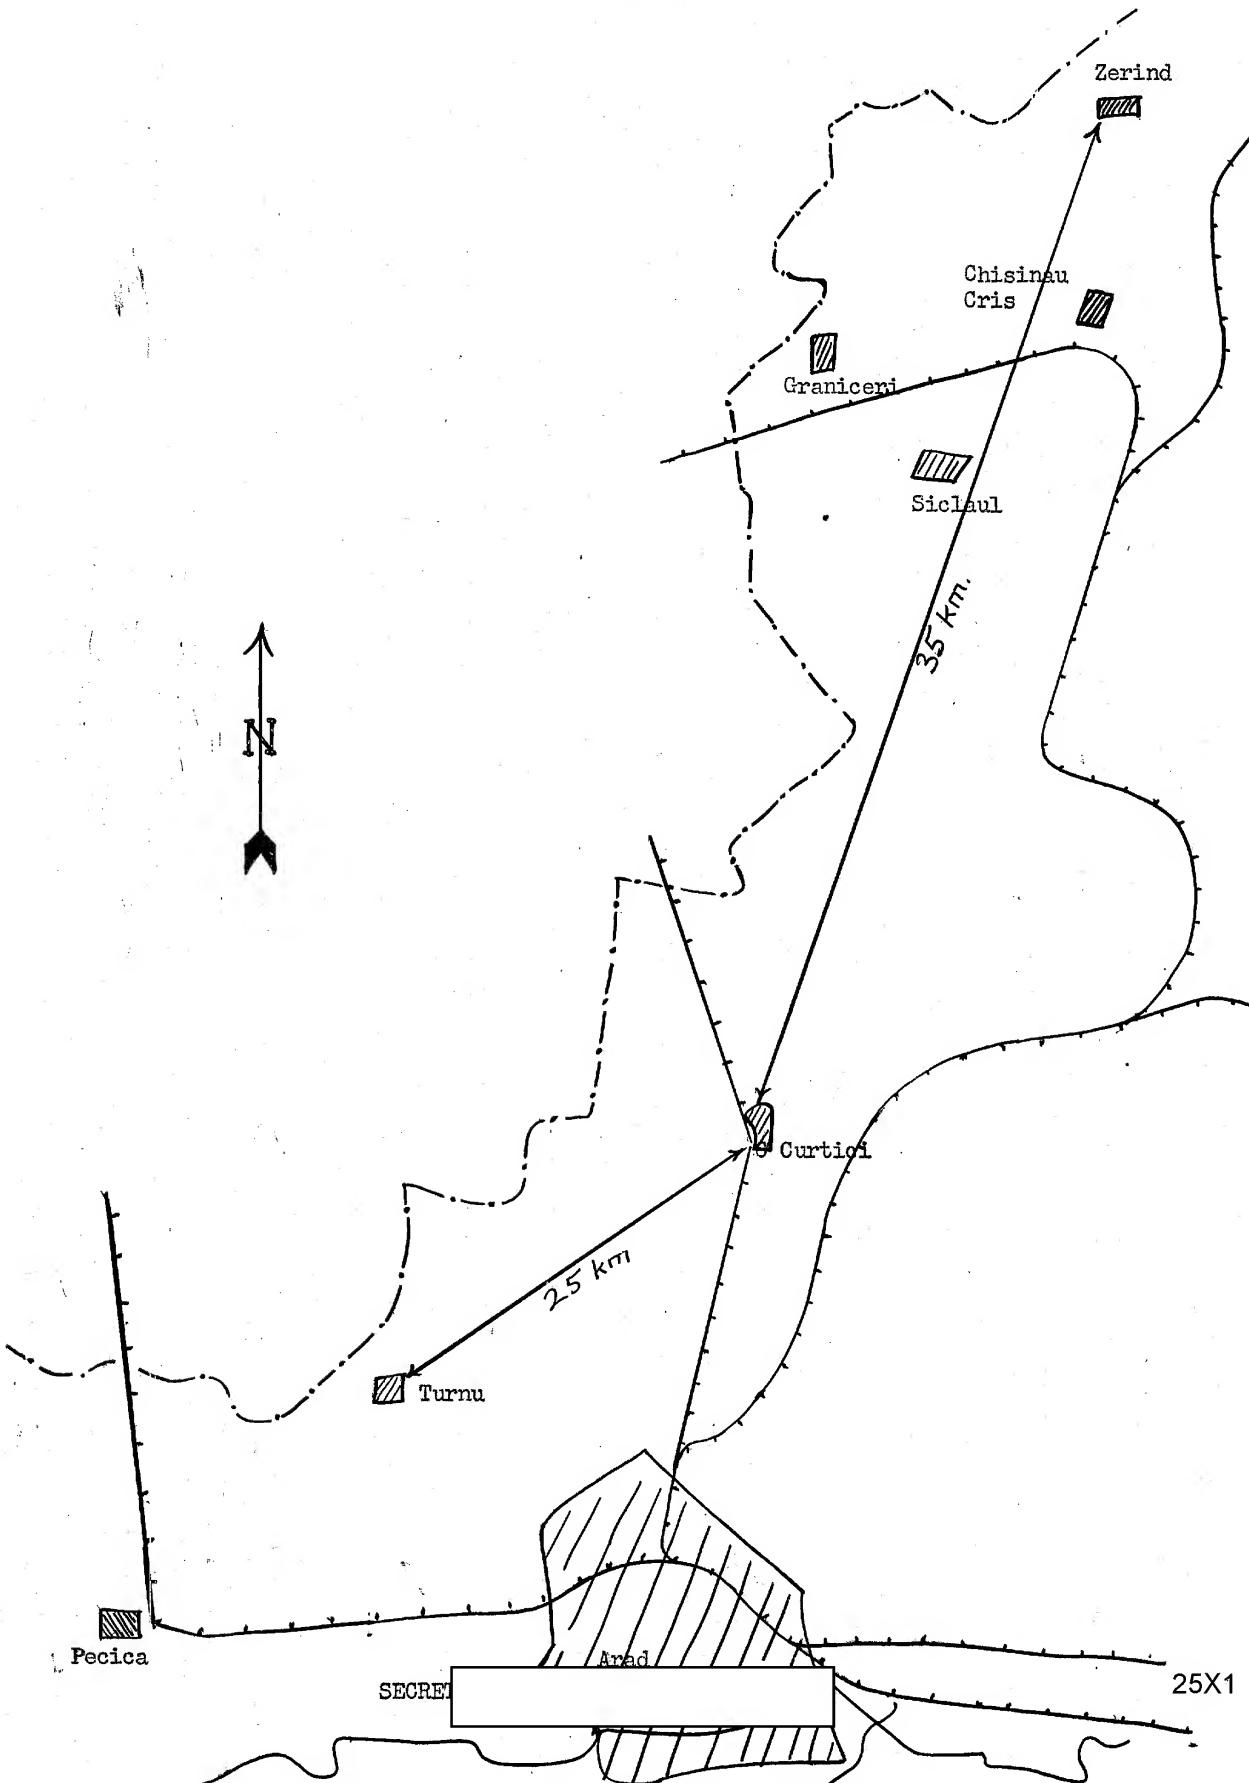 Zerind
Chisinau
Cris
Graniceri
Siclaul
35 km.
N
Curtici
25 km
Turnu
Pecica
Arad
SECRET
25X1